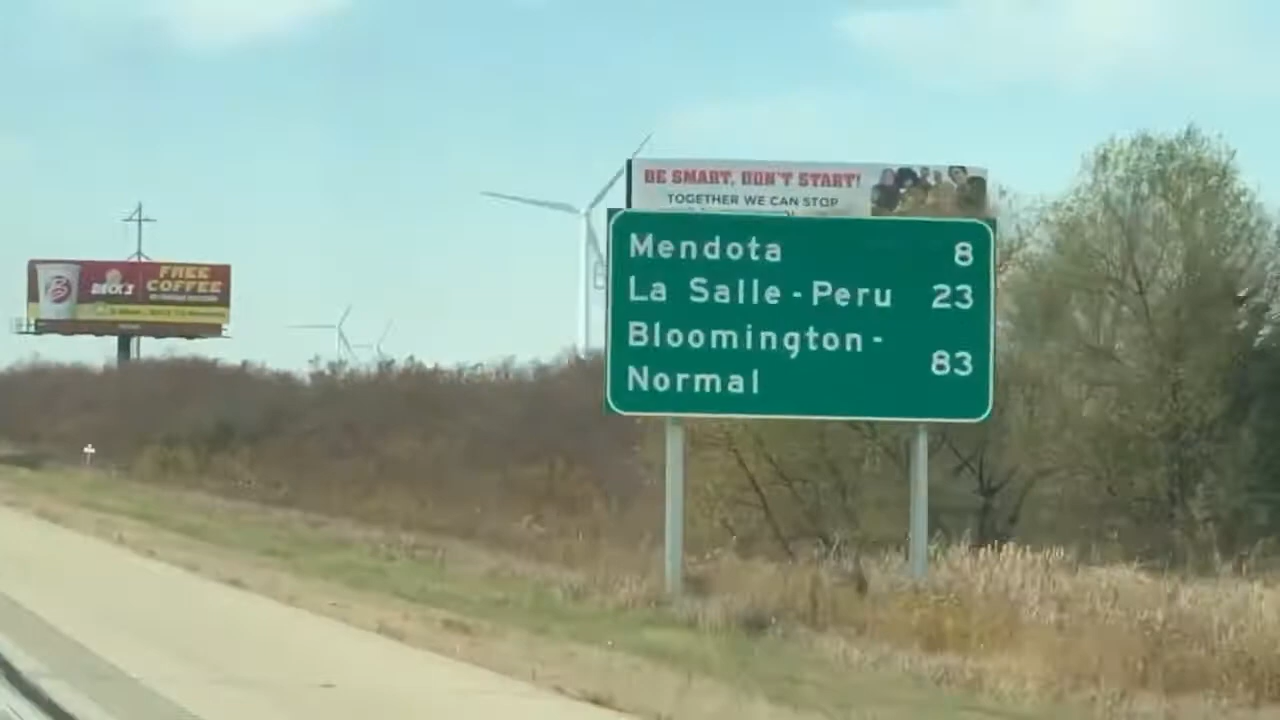 BE SMART, DON'T START!
TOGETHER WE CAN STOP
Mendota 8
La Salle-Peru 23
Bloomington-
Normal 83
B
BECK'S
FREE
COFFEE